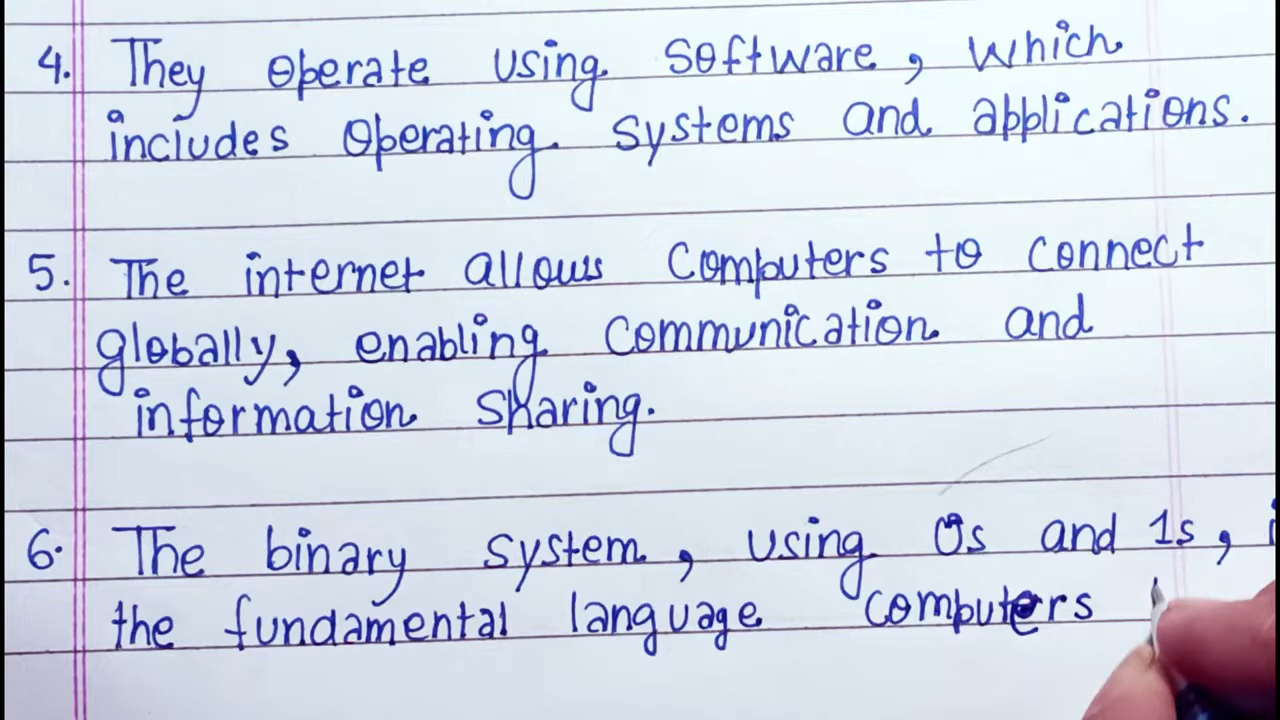 4. They operate using software, which
includes operating systems and applications.
5. The internet allows computers to connect
globally, enabling communication and
information sharing.
6. The binary system, using 0s and 1s,
the fundamental language computers